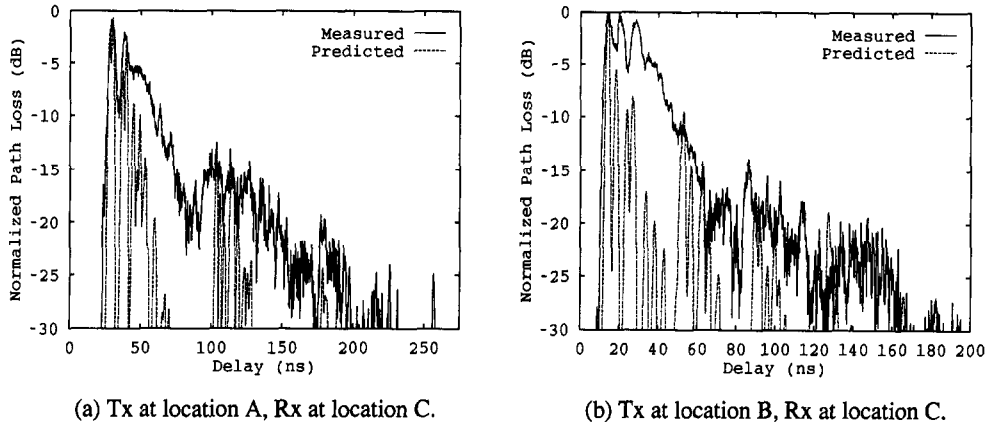 0
-5
-10
-15
-20
-25
-30
Normalized Path Loss (dB)
Measured
Predicted
0 50 100 150 200 250
Delay (ns)
(a) Tx at location A, Rx at location C.
0
-5
-10
-15
-20
-25
-30
Normalized Path Loss (dB)
Measured
Predicted
0 20 40 60 80 100 120 140 160 180 200
Delay (ns)
(b) Tx at location B, Rx at location C.